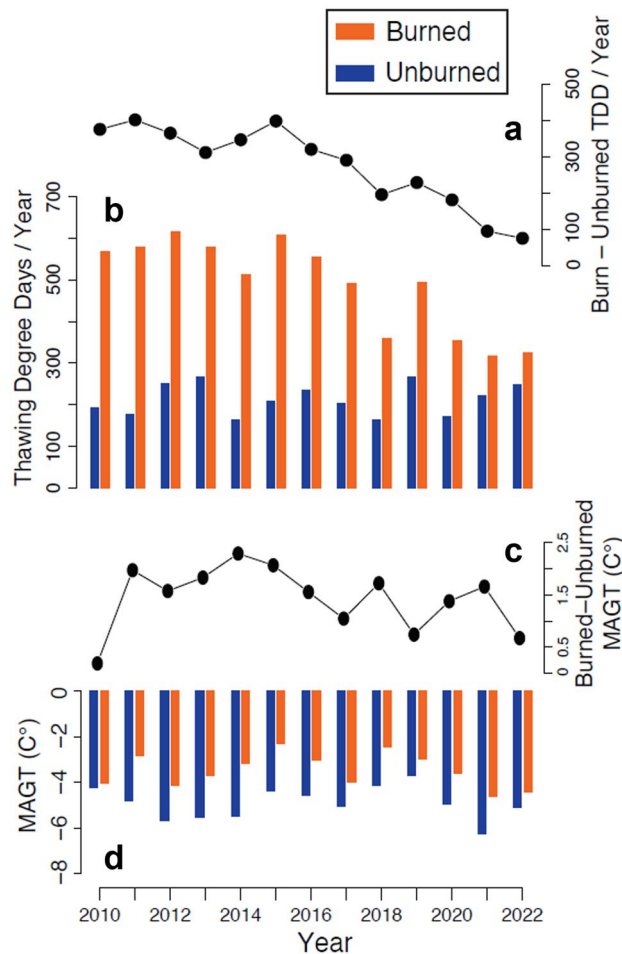 Burned
Unburned
a
500
300
100
0
Burn − Unburned TDD / Year
b
700
500
300
100
0
Thawing Degree Days / Year
c
2.5
1.5
0.5
0
Burned−Unburned
MAGT (C°)
0
−2
−4
−6
−8
MAGT (C°)
d
2010
2012
2014
2016
2018
2020
2022
Year